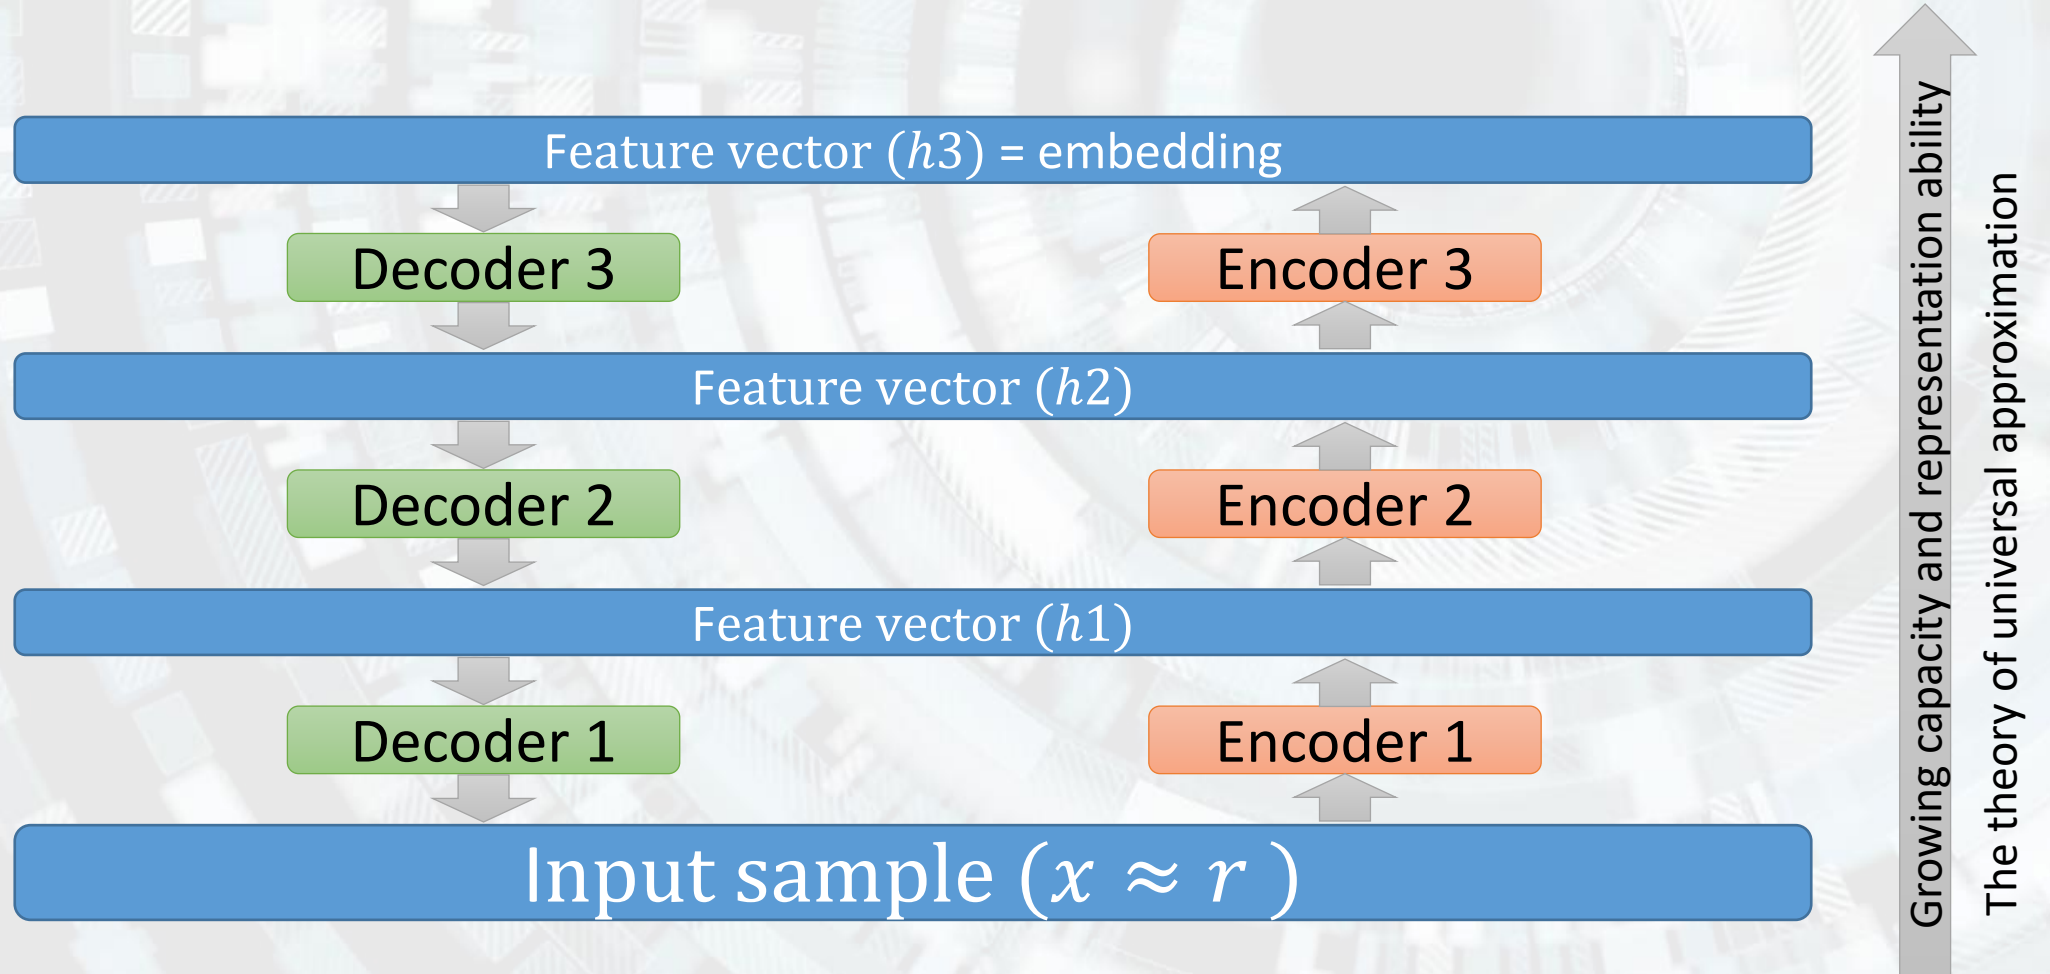 Feature vector (h3) = embedding
Decoder 3
Encoder 3
Feature vector (h2)
Decoder 2
Encoder 2
Feature vector (h1)
Decoder 1
Encoder 1
Input sample (x ≈ r )
Growing capacity and representation ability
The theory of universal approximation